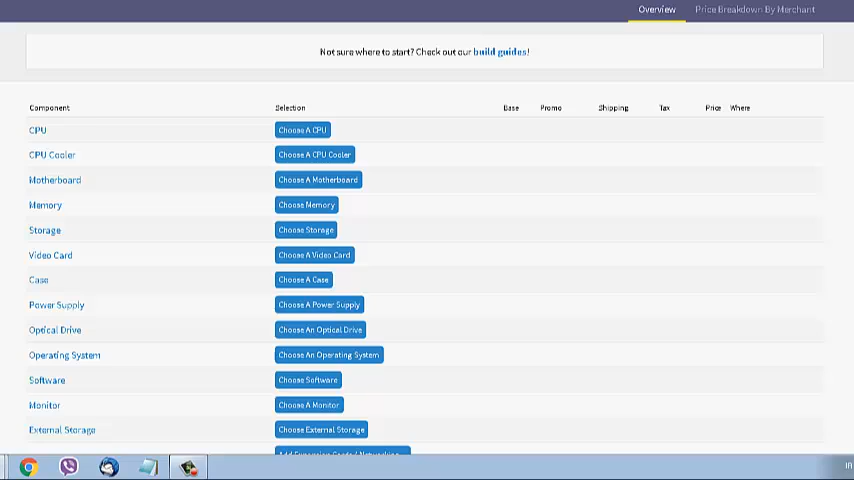 Overview Price Breakdown By Merchant
Not sure where to start? Check out our build guides!
Component Selection Base Promo Shipping Tax Price Where
CPU Choose A CPU
CPU Cooler Choose A CPU Cooler
Motherboard Choose A Motherboard
Memory Choose Memory
Storage Choose Storage
Video Card Choose A Video Card
Case Choose A Case
Power Supply Choose A Power Supply
Optical Drive Choose An Optical Drive
Operating System Choose An Operating System
Software Choose Software
Monitor Choose A Monitor
External Storage Choose External Storage
Add Expansion Cards / Networking